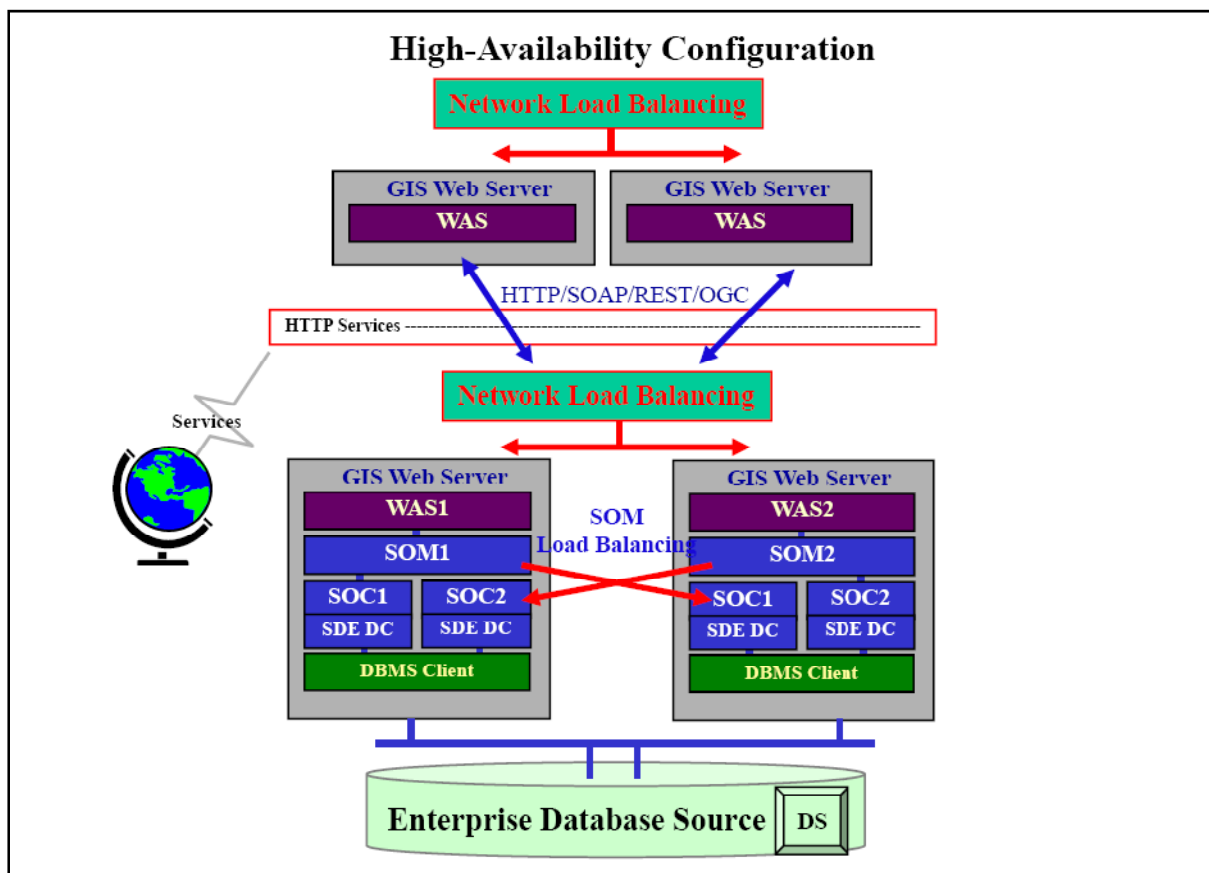 High-Availability Configuration
Network Load Balancing
GIS Web Server
WAS
GIS Web Server
WAS
HTTP/SOAP/REST/OGC
HTTP Services --------------------
Network Load Balancing
Services
GIS Web Server
WAS1
SOM1
SOC1
SOC2
SDE DC
SDE DC
DBMS Client
SOM
Load Balancing
GIS Web Server
WAS2
SOM2
SOC1
SOC2
SDE DC
SDE DC
DBMS Client
Enterprise Database Source
DS